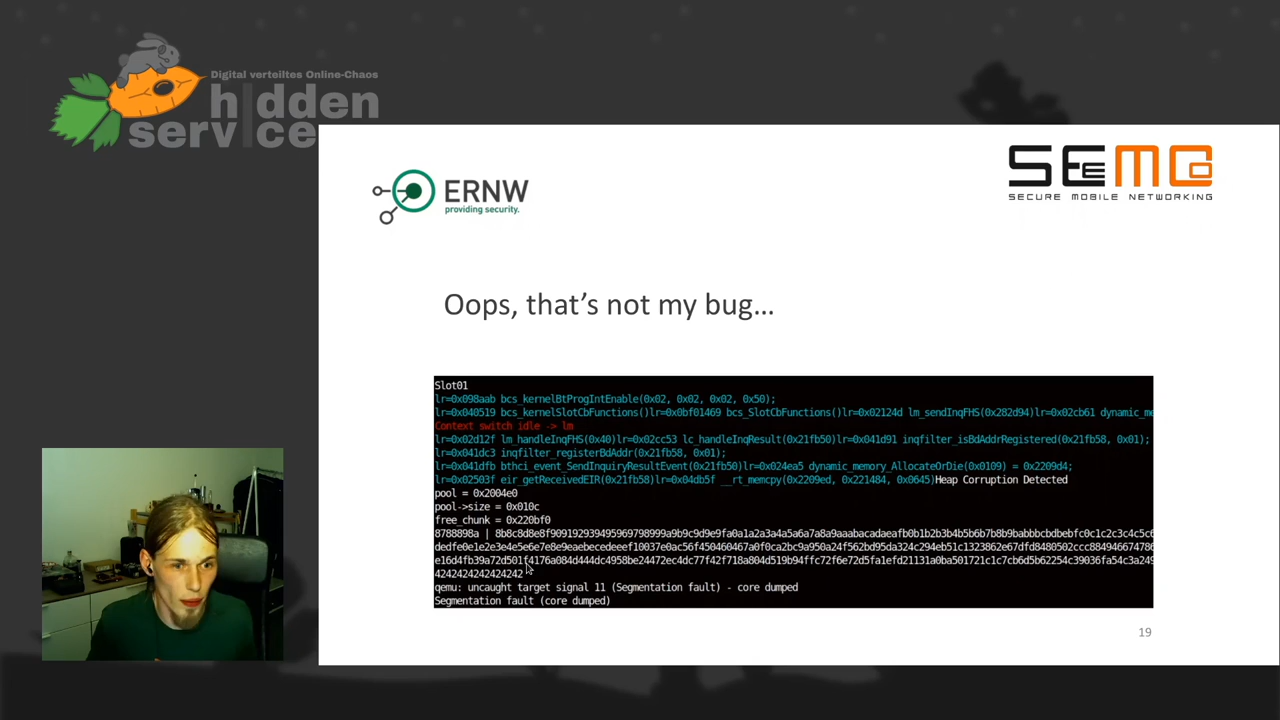 Digital verteiltes Online-Chaos
hidden
service
ERNW
providing security.
SEEMOO
SECURE MOBILE NETWORKING
Oops, that’s not my bug…
Slot01
lr=0x098aab bcs_kernelBtProgIntEnable(0x02, 0x02, 0x02, 0x50);
lr=0x040519 bcs_kernelSlotCbFunctions()lr=0x0bf01469 bcs_SlotCbFunctions()lr=0x02124d lm_sendInqFHS(0x282d94)lr=0x02cb61 dynamic_me
Context switch idle -> lm
lr=0x02d12f lm_handleInqFHS(0x40)lr=0x02cc53 lc_handleInqResult(0x21fb50)lr=0x041d91 inqfilter_isBdAddrRegistered(0x21fb58, 0x01);
lr=0x041dc3 inqfilter_registerBdAddr(0x21fb58, 0x01);
lr=0x041dfb bthci_event_SendInquiryResultEvent(0x21fb50)lr=0x024ea5 dynamic_memory_AllocateOrDie(0x0109) = 0x2209d4;
lr=0x02503f eir_getReceivedEIR(0x21fb58)lr=0x04db5f __rt_memcpy(0x2209ed, 0x221484, 0x0645)Heap Corruption Detected
pool = 0x2004e0
pool->size = 0x010c
free_chunk = 0x220bf0
8788898a |
424242424242424242
qemu: uncaught target signal 11 (Segmentation fault) - core dumped
Segmentation fault (core dumped)
19